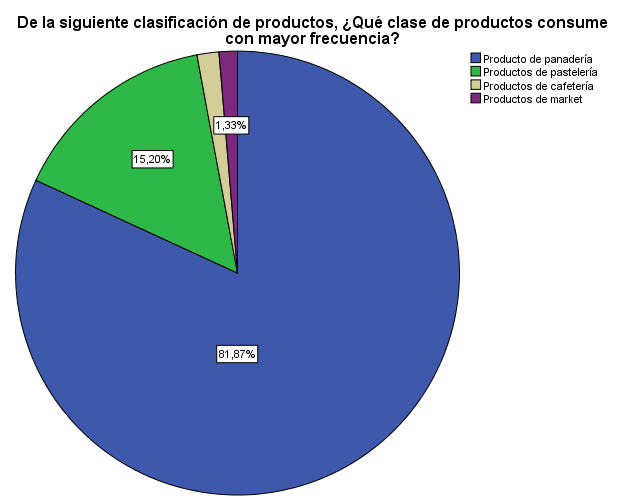 De la siguiente clasificación de productos, ¿Qué clase de productos consume
con mayor frecuencia?
Producto de panadería
Productos de pastelería
Productos de cafetería
Productos de market
1,33%
15,20%
81,87%